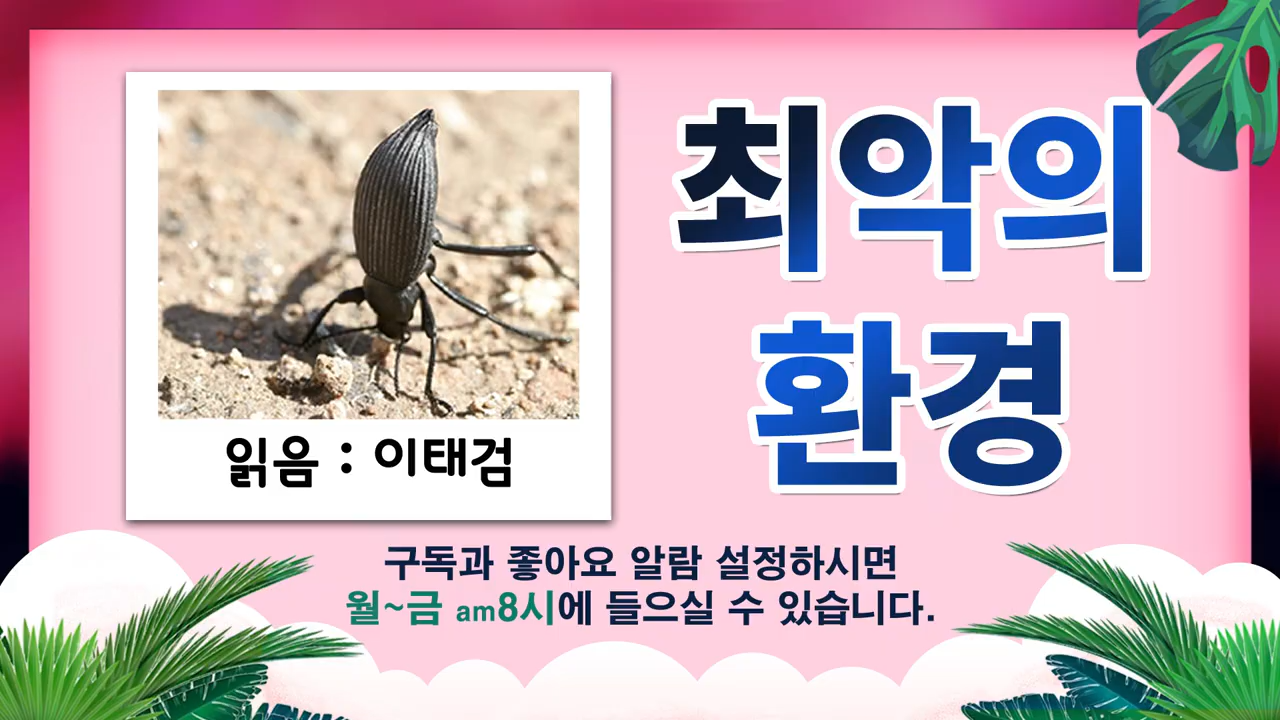 최악의
환경
읽음 : 이태검
구독과 좋아요 알람 설정하시면
월~금 am8시에 들으실 수 있습니다.